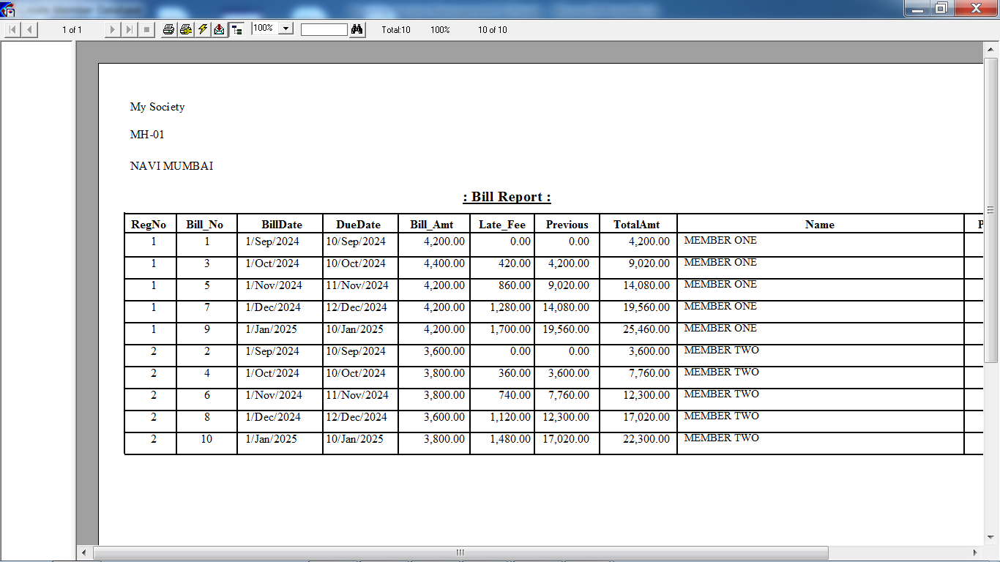 1 of 1 100% Total:10 100% 10 of 10
My Society
MH-01
NAVI MUMBAI
: Bill Report :
RegNo Bill_No BillDate DueDate Bill_Amt Late_Fee Previous TotalAmt Name P
1 1 1/Sep/2024 10/Sep/2024 4,200.00 0.00 0.00 4,200.00 MEMBER ONE
1 3 1/Oct/2024 10/Oct/2024 4,400.00 420.00 4,200.00 9,020.00 MEMBER ONE
1 5 1/Nov/2024 11/Nov/2024 4,200.00 860.00 9,020.00 14,080.00 MEMBER ONE
1 7 1/Dec/2024 12/Dec/2024 4,200.00 1,280.00 14,080.00 19,560.00 MEMBER ONE
1 9 1/Jan/2025 10/Jan/2025 4,200.00 1,700.00 19,560.00 25,460.00 MEMBER ONE
2 2 1/Sep/2024 10/Sep/2024 3,600.00 0.00 0.00 3,600.00 MEMBER TWO
2 4 1/Oct/2024 10/Oct/2024 3,800.00 360.00 3,600.00 7,760.00 MEMBER TWO
2 6 1/Nov/2024 11/Nov/2024 3,800.00 740.00 7,760.00 12,300.00 MEMBER TWO
2 8 1/Dec/2024 12/Dec/2024 3,600.00 1,120.00 12,300.00 17,020.00 MEMBER TWO
2 10 1/Jan/2025 10/Jan/2025 3,800.00 1,480.00 17,020.00 22,300.00 MEMBER TWO